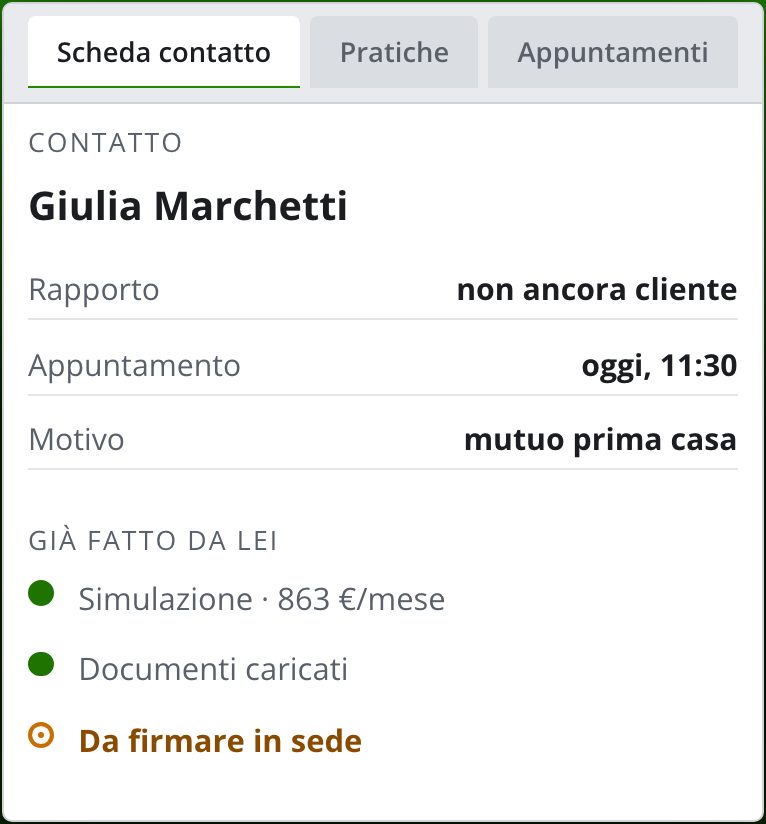 Scheda contatto Pratiche Appuntamenti
CONTATTO
Giulia Marchetti
Rapporto non ancora cliente
Appuntamento oggi, 11:30
Motivo mutuo prima casa
GIÀ FATTO DA LEI
Simulazione · 863 €/mese
Documenti caricati
Da firmare in sede